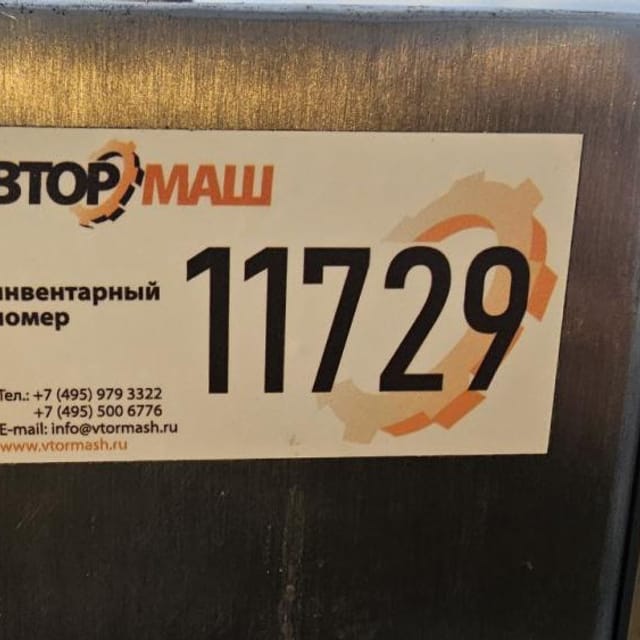 ВТОРМАШ
инвентарный
номер
11729
Тел.: +7 (495) 979 3322
+7 (495) 500 6776
E-mail: info@vtormash.ru
www.vtormash.ru